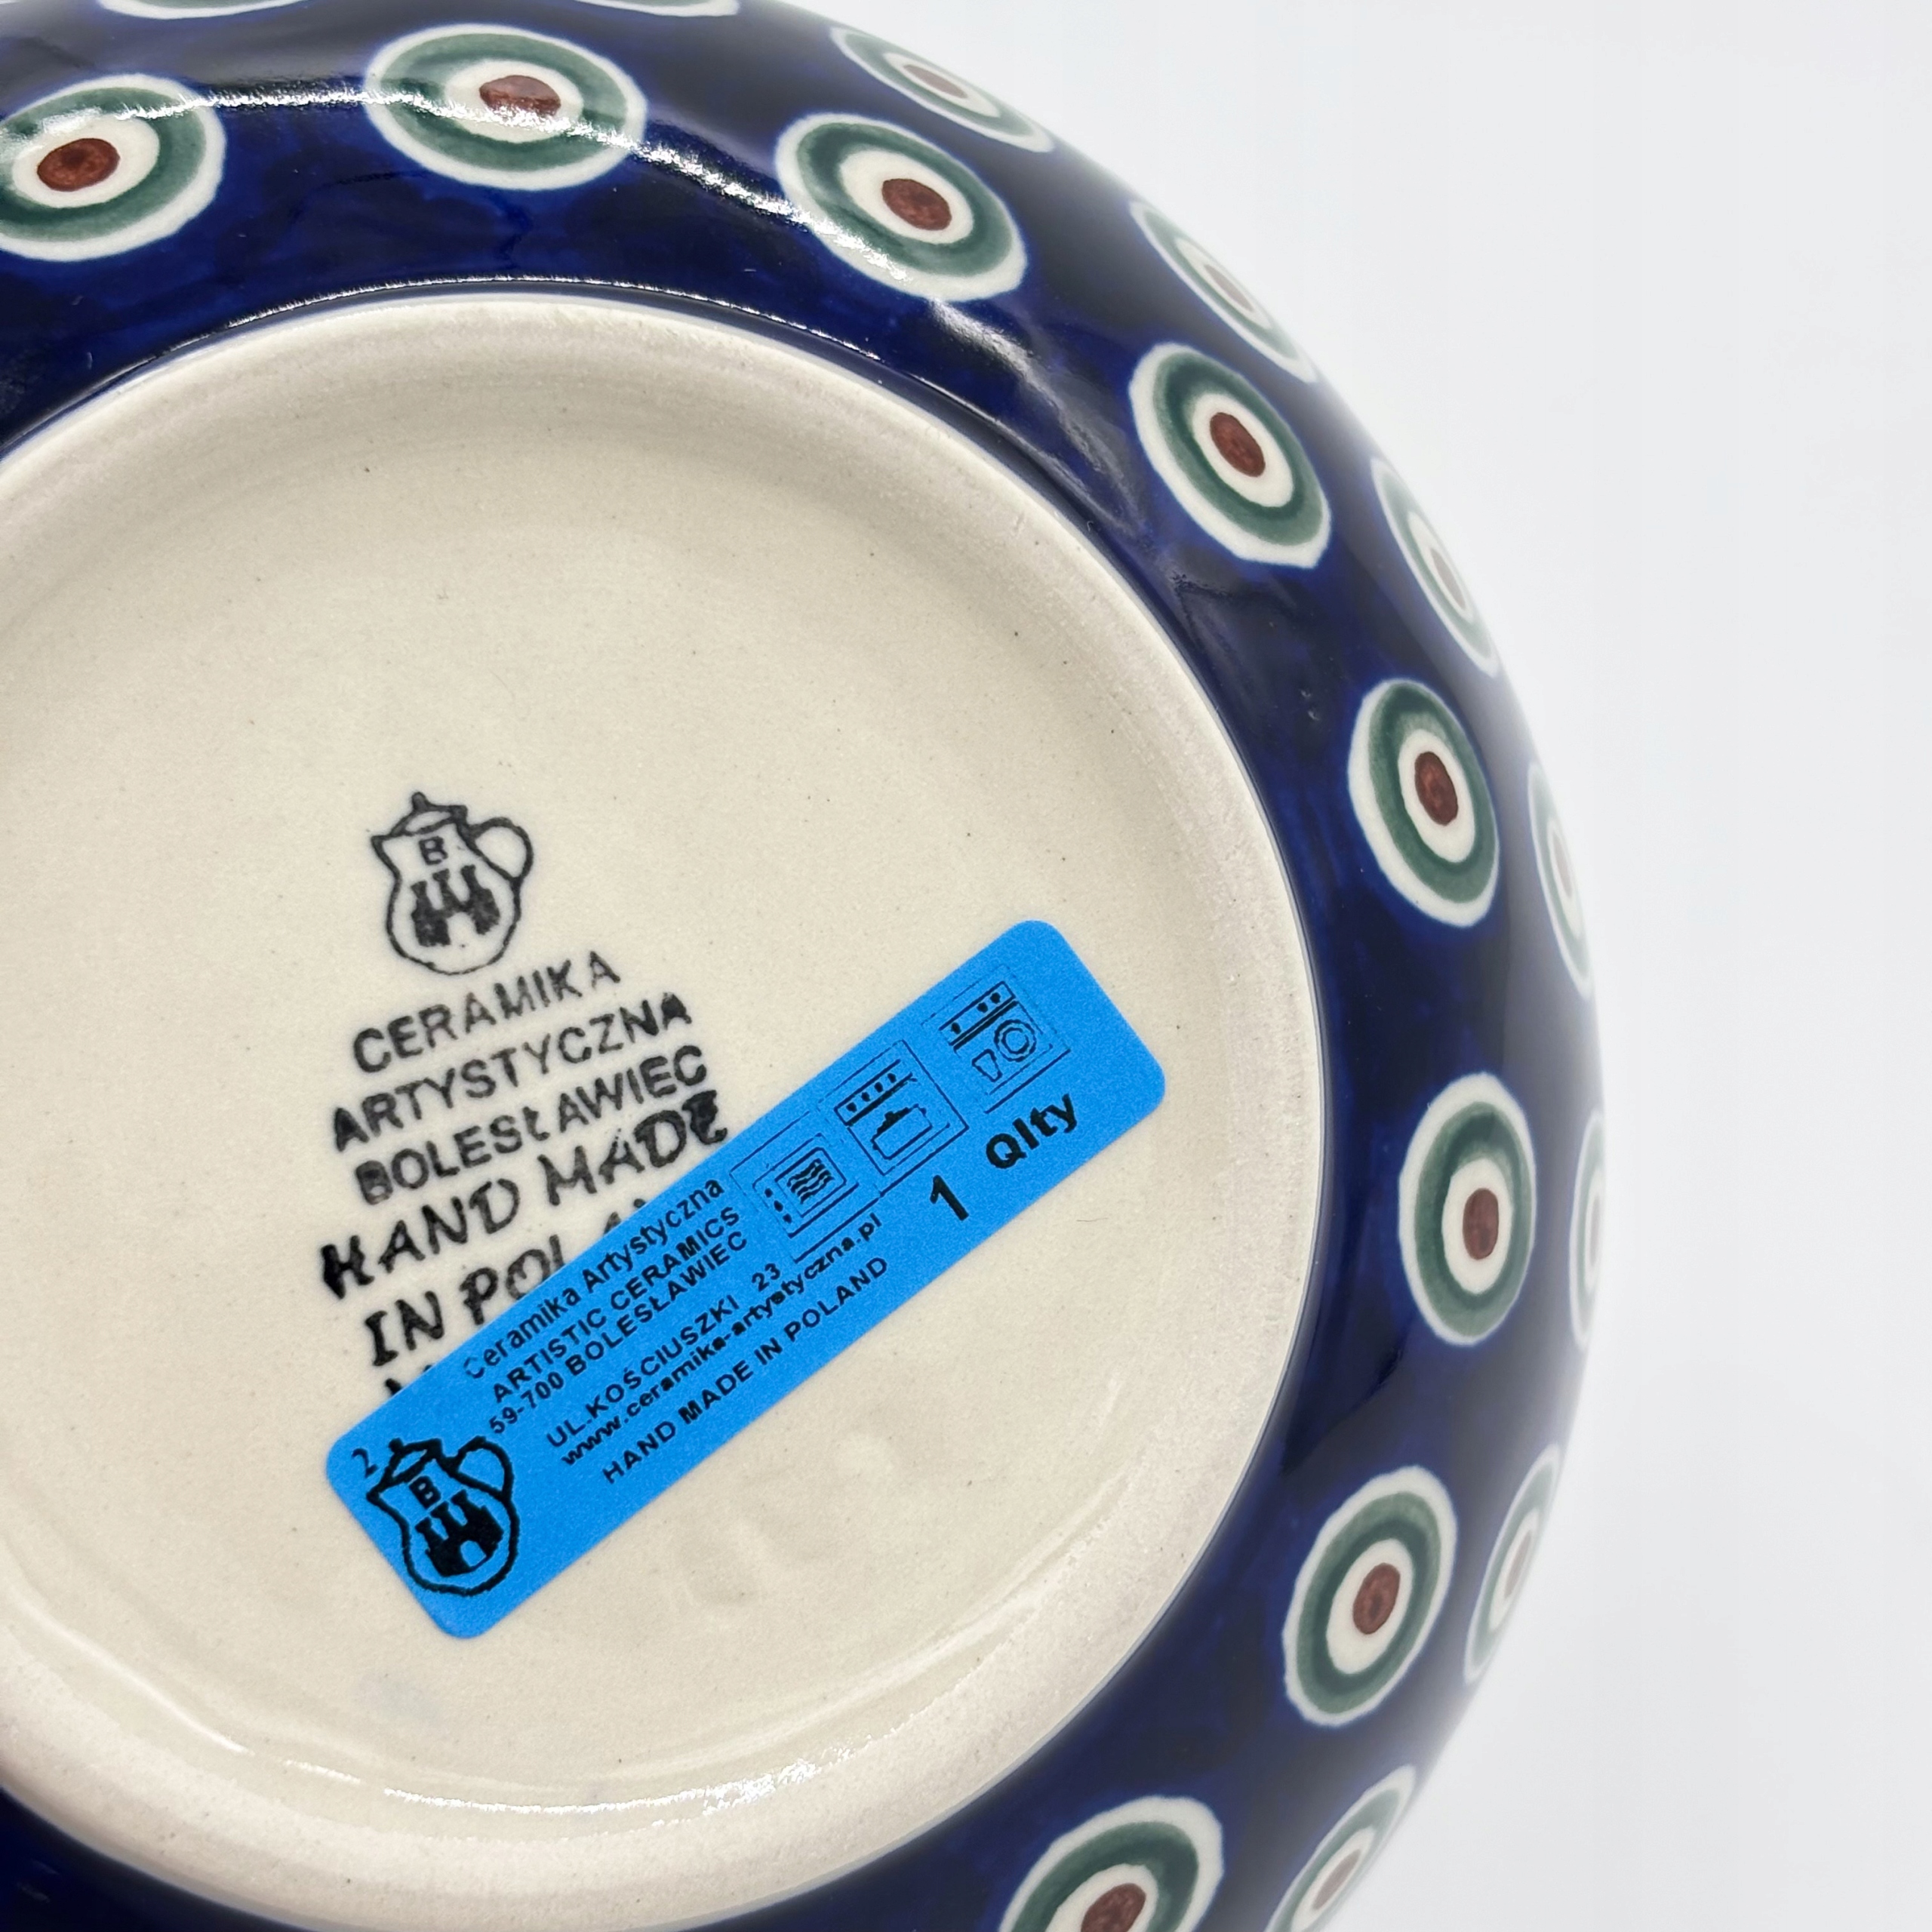 B
CERAMIKA
ARTYSTYCZNA
BOLESŁAWIEC
HAND MADE
IN POL
2
B
Ceramika Artystyczna
ARTISTIC CERAMICS
59-700 BOLESŁAWIEC
UL.KOŚCIUSZKI 23
www.ceramika-artystyczna.pl
HAND MADE IN POLAND
1 Qlty